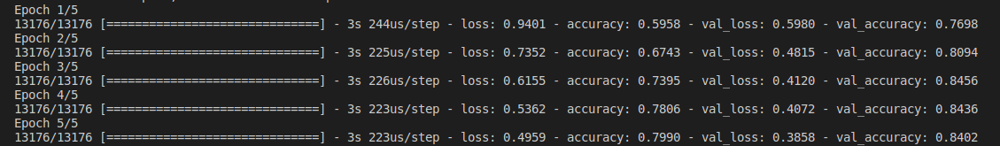 Epoch 1/5
13176/13176 [==============================] - 3s 244us/step - loss: 0.9401 - accuracy: 0.5958 - val_loss: 0.5980 - val_accuracy: 0.7698
Epoch 2/5
13176/13176 [==============================] - 3s 225us/step - loss: 0.7352 - accuracy: 0.6743 - val_loss: 0.4815 - val_accuracy: 0.8094
Epoch 3/5
13176/13176 [==============================] - 3s 226us/step - loss: 0.6155 - accuracy: 0.7395 - val_loss: 0.4120 - val_accuracy: 0.8456
Epoch 4/5
13176/13176 [==============================] - 3s 223us/step - loss: 0.5362 - accuracy: 0.7806 - val_loss: 0.4072 - val_accuracy: 0.8436
Epoch 5/5
13176/13176 [==============================] - 3s 223us/step - loss: 0.4959 - accuracy: 0.7990 - val_loss: 0.3858 - val_accuracy: 0.8402